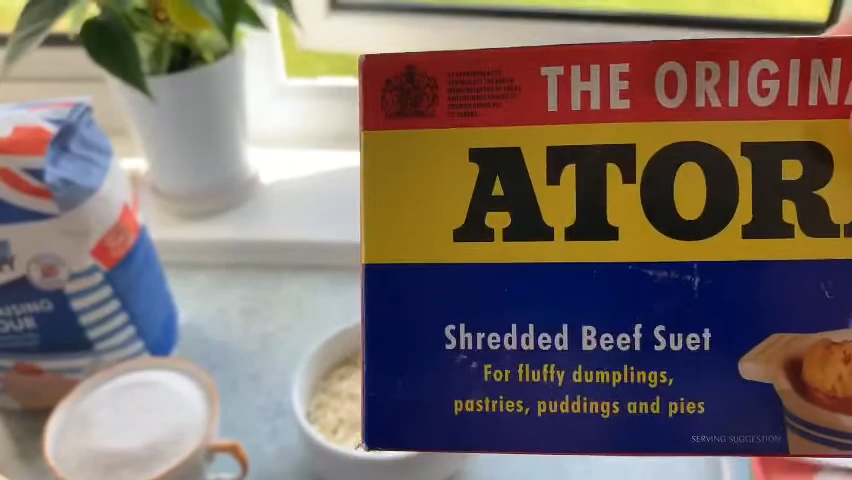 THE ORIGINA
ATOR
Shredded Beef Suet
For fluffy dumplings,
pastries, puddings and pies
SERVING SUGGESTION